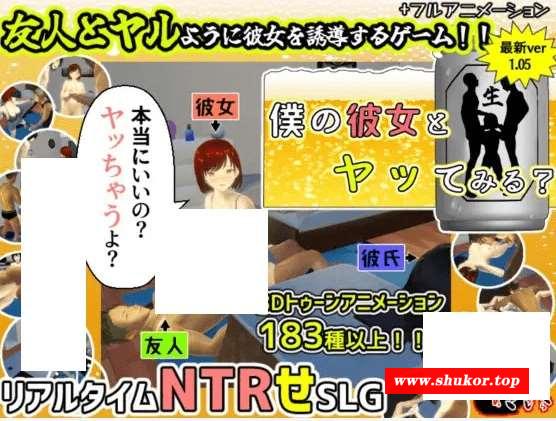 +フルアニメーション
友人とヤルように彼女を誘導するゲーム！！
最新ver
1.05
彼女
僕の彼女と
ヤッてみる？
生
本当にいいの？
ヤッちゃうよ？
彼氏
3Dトゥーンアニメーション
183種以上！！
友人
リアルタイムNTRせSLG
www.shukor.top